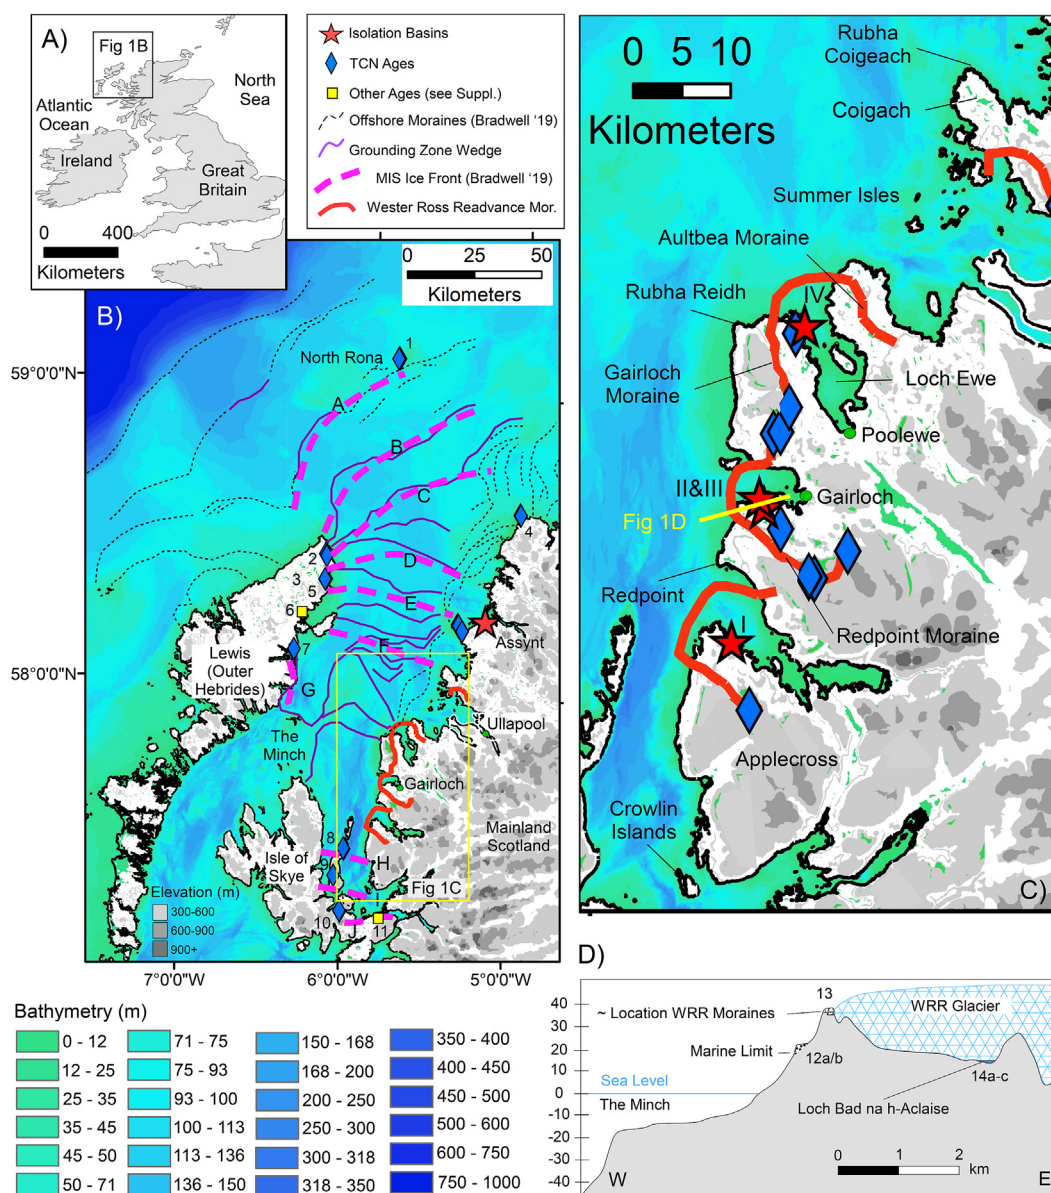 A)
Fig 1B
North
Sea
Atlantic
Ocean
Ireland
Great
Britain
0 400
Kilometers
Isolation Basins
TCN Ages
Other Ages (see Suppl.)
Offshore Moraines (Bradwell '19)
Grounding Zone Wedge
MIS Ice Front (Bradwell '19)
Wester Ross Readvance Mor.
B)
0 25 50
Kilometers
North Rona
1
59°0'0"N
A
B
C
2
4
D
3
5
E
6
Assynt
F
Lewis
(Outer
Hebrides)
7
58°0'0"N
G
Ullapool
The
Minch
Gairloch
Mainland
Scotland
8
H
9
Isle of
Skye
Fig 1C
I
10
J
11
Elevation (m)
300-600
600-900
900+
7°0'0"W
6°0'0"W
5°0'0"W
0 5 10
Kilometers
Rubha
Coigeach
Coigach
Summer Isles
Aultbea Moraine
Rubha Reidh
IV
Gairloch
Moraine
Loch Ewe
Poolewe
II&III
Gairloch
Fig 1D
Redpoint
I
Redpoint Moraine
Applecross
Crowlin
Islands
C)
Bathymetry (m)
0 - 12
12 - 25
25 - 35
35 - 45
45 - 50
50 - 71
71 - 75
75 - 93
93 - 100
100 - 113
113 - 136
136 - 150
150 - 168
168 - 200
200 - 250
250 - 300
300 - 318
318 - 350
350 - 400
400 - 450
450 - 500
500 - 600
600 - 750
750 - 1000
D)
40
30
20
10
0
-10
-20
-30
-40
13
~ Location WRR Moraines
WRR Glacier
Marine Limit
12a/b
14a-c
Sea Level
The Minch
Loch Bad na h-Aclaise
0 1 2
km
W
E